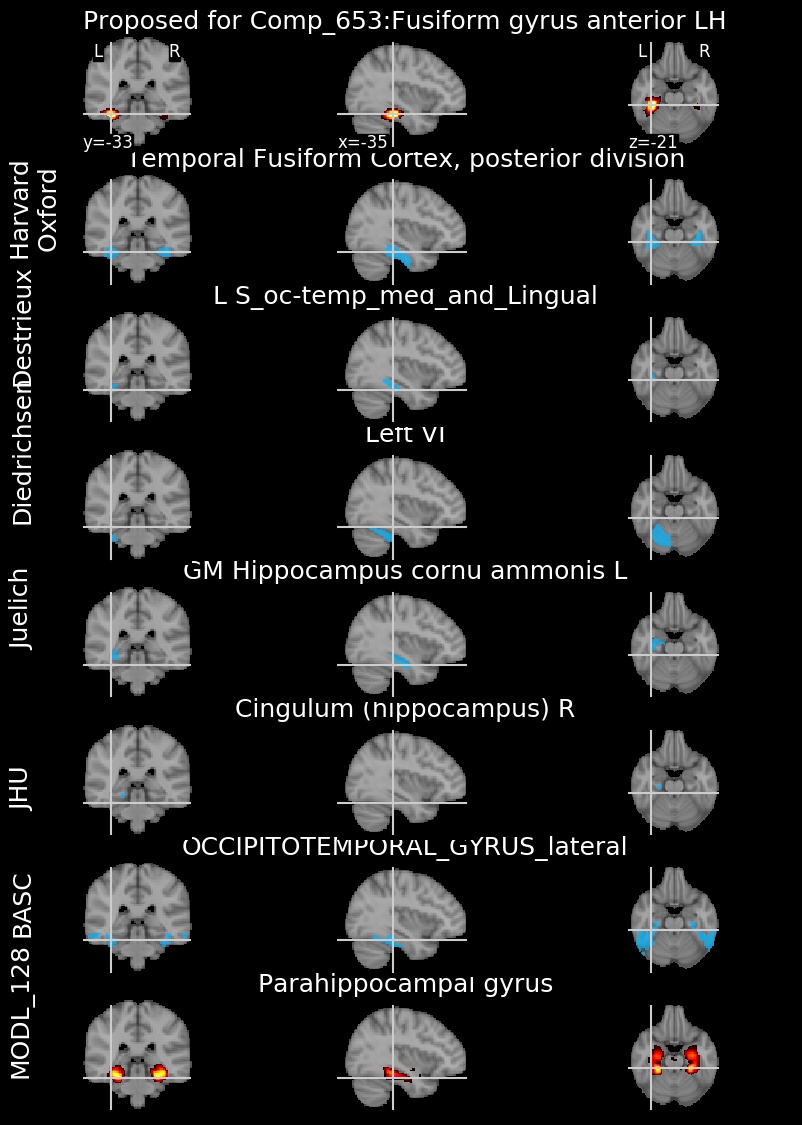 Proposed for Comp_653:Fusiform gyrus anterior LH
L R
L R
y=-33
x=-35
z=-21
Harvard
Oxford
Temporal Fusiform Cortex, posterior division
Destrieux
L S_oc-temp_med_and_Lingual
Diedrichsen
Left VI
Juelich
GM Hippocampus cornu ammonis L
JHU
Cingulum (hippocampus) R
BASC
OCCIPITOTEMPORAL_GYRUS_lateral
MODL_128
Parahippocampal gyrus